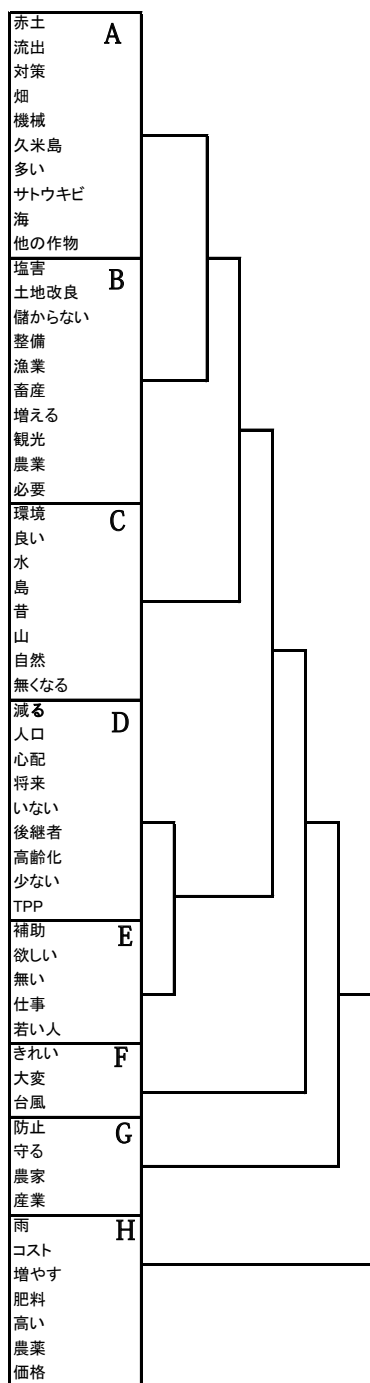 赤土 A
流出
対策
畑
機械
久米島
多い
サトウキビ
海
他の作物
塩害 B
土地改良
儲からない
整備
漁業
畜産
増える
観光
農業
必要
環境 C
良い
水
島
昔
山
自然
無くなる
減る D
人口
心配
将来
いない
後継者
高齢化
少ない
TPP
補助 E
欲しい
無い
仕事
若い人
きれい F
大変
台風
防止 G
守る
農家
産業
雨 H
コスト
増やす
肥料
高い
農薬
価格